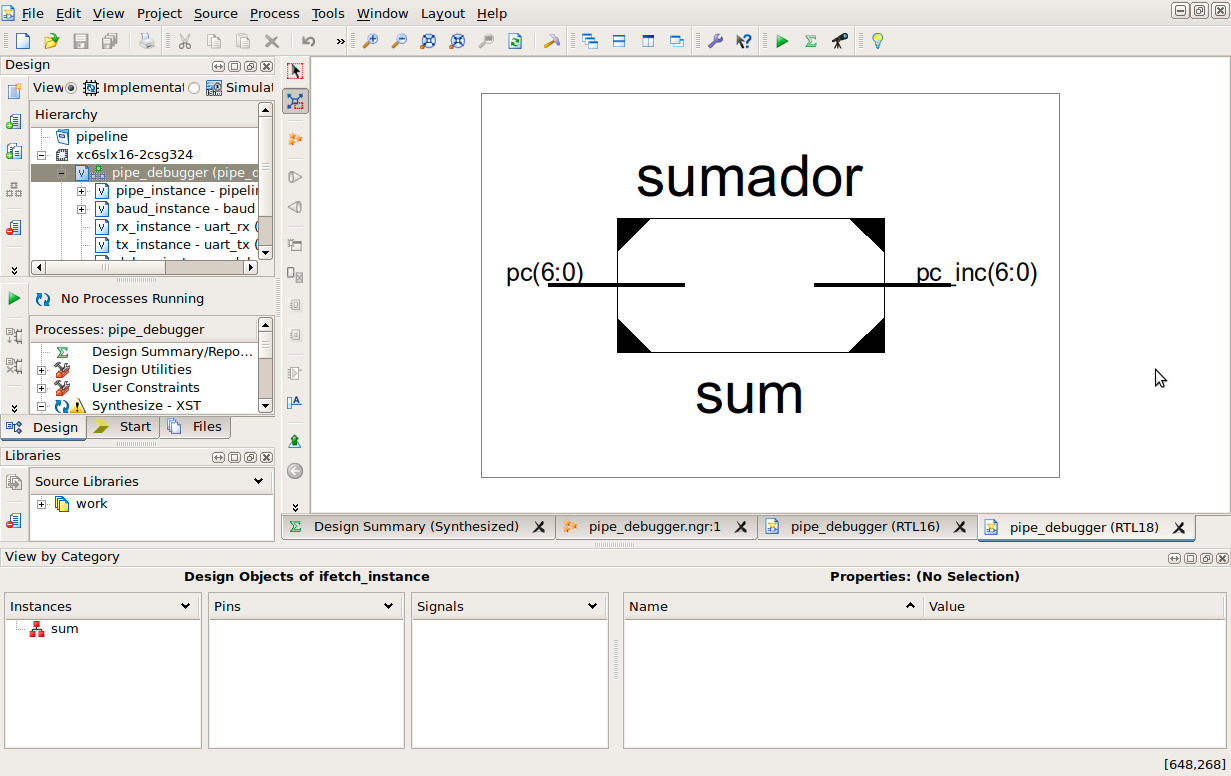 File Edit View Project Source Process Tools Window Layout Help
Design
View Implementat Simulat
Hierarchy
pipeline
xc6slx16-2csg324
pipe_debugger (pipe_d
pipe_instance - pipelin
baud_instance - baud
rx_instance - uart_rx (
tx_instance - uart_tx (
No Processes Running
Processes: pipe_debugger
Design Summary/Repo...
Design Utilities
User Constraints
Synthesize - XST
Design Start Files
Libraries
Source Libraries
work
sumador
pc(6:0)
pc_inc(6:0)
sum
Design Summary (Synthesized) pipe_debugger.ngr:1 pipe_debugger (RTL16) pipe_debugger (RTL18)
View by Category
Design Objects of ifetch_instance
Properties: (No Selection)
Instances Pins Signals
Name Value
sum
[648,268]